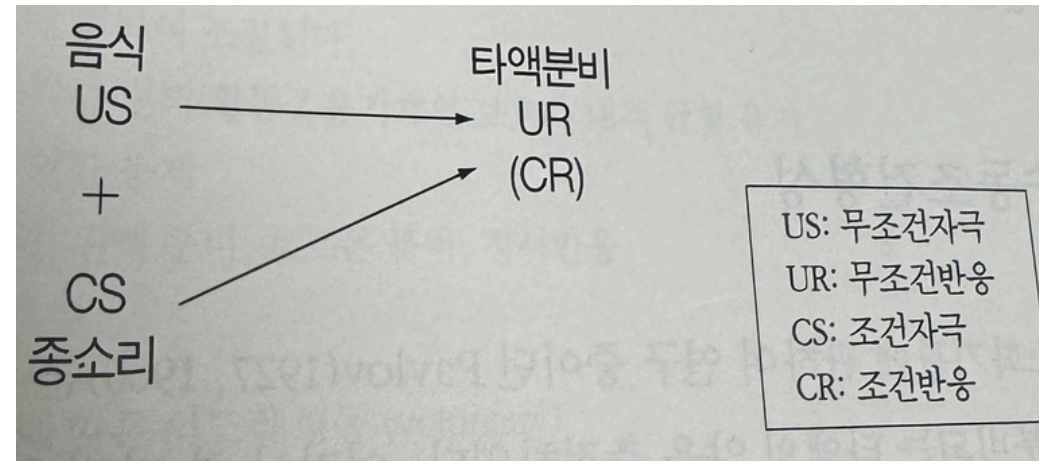 음식
US
+
CS
종소리
타액분비
UR
(CR)
US: 무조건자극
UR: 무조건반응
CS: 조건자극
CR: 조건반응